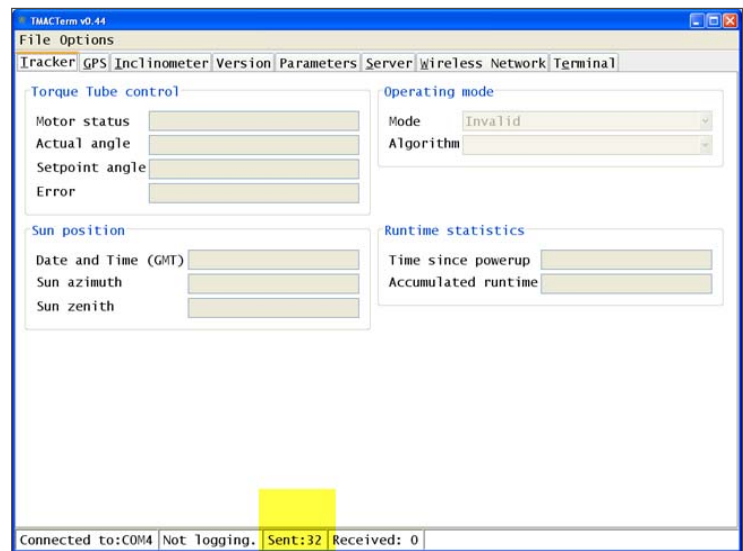 TMACTerm v0.44
File Options
Tracker GPS Inclinometer Version Parameters Server Wireless Network Terminal
Torque Tube control
Motor status
Actual angle
Setpoint angle
Error
Operating mode
Mode Invalid
Algorithm
Sun position
Date and Time (GMT)
Sun azimuth
Sun zenith
Runtime statistics
Time since powerup
Accumulated runtime
Connected to:COM4 Not logging. Sent:32 Received: 0